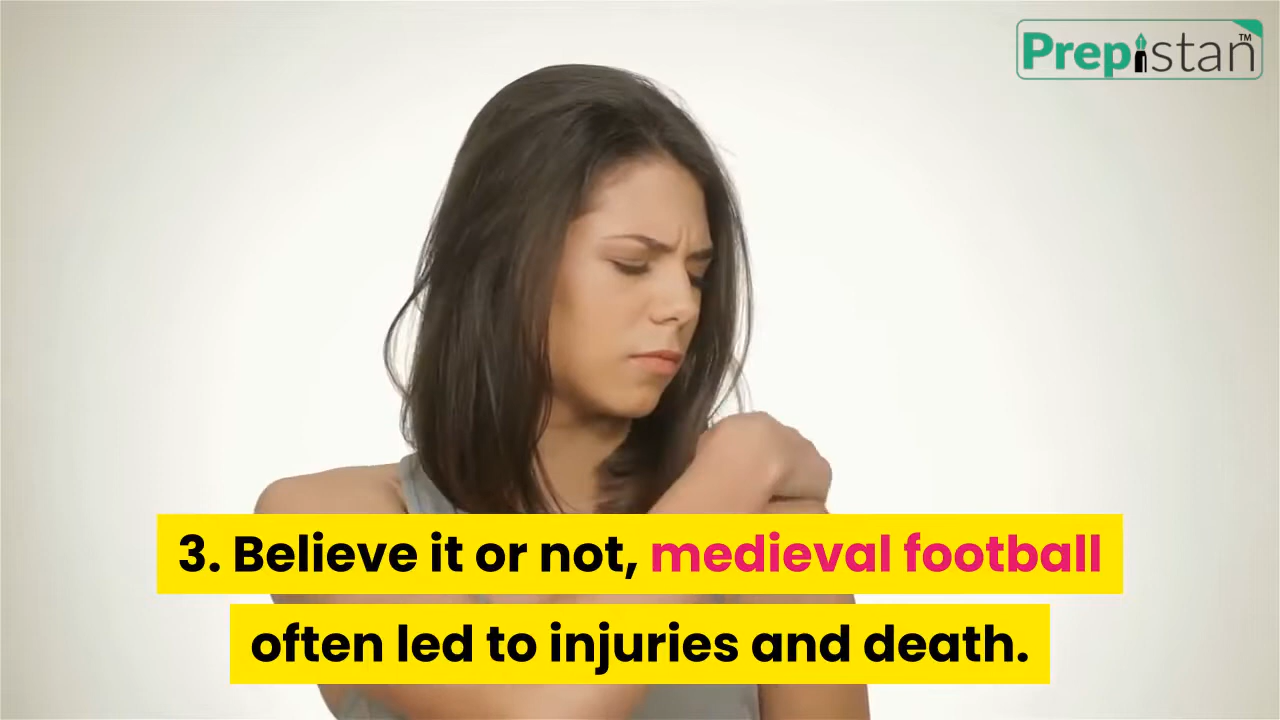 Prepistan™
3. Believe it or not, medieval football
often led to injuries and death.